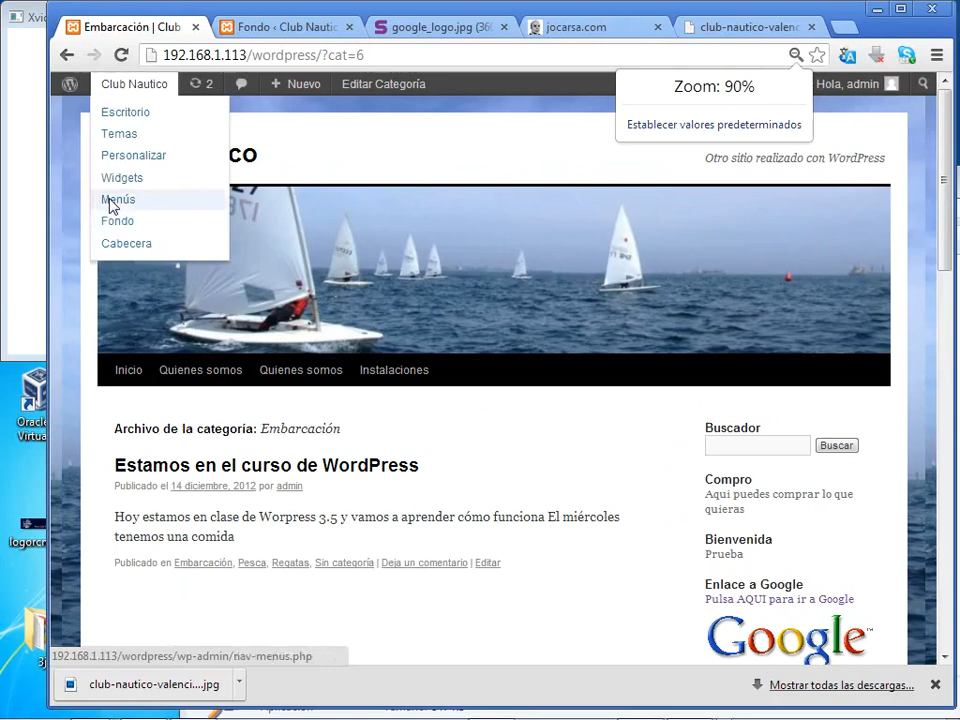 Xvid
Embarcación | Club
Fondo ‹ Club Nautic
google_logo.jpg (36
jocarsa.com
club-nautico-valenc
192.168.1.113/wordpress/?cat=6
Club Nautico
2
Nuevo
Editar Categoría
Hola, admin
Zoom: 90%
Establecer valores predeterminados
Escritorio
Temas
Personalizar
Widgets
Menús
Fondo
Cabecera
co
Otro sitio realizado con WordPress
Inicio
Quienes somos
Quienes somos
Instalaciones
Archivo de la categoría: Embarcación
Estamos en el curso de WordPress
Publicado el 14 diciembre, 2012 por admin
Hoy estamos en clase de Worpress 3.5 y vamos a aprender cómo funciona El miércoles
tenemos una comida
Publicado en Embarcación, Pesca, Regatas, Sin categoría | Deja un comentario | Editar
Buscador
Buscar
Compro
Aqui puedes comprar lo que
quieras
Bienvenida
Prueba
Enlace a Google
Pulsa AQUI para ir a Google
Google
Oracle
Virtua
192.168.1.113/wordpress/wp-admin/nav-menus.php
club-nautico-valenci....jpg
Mostrar todas las descargas...